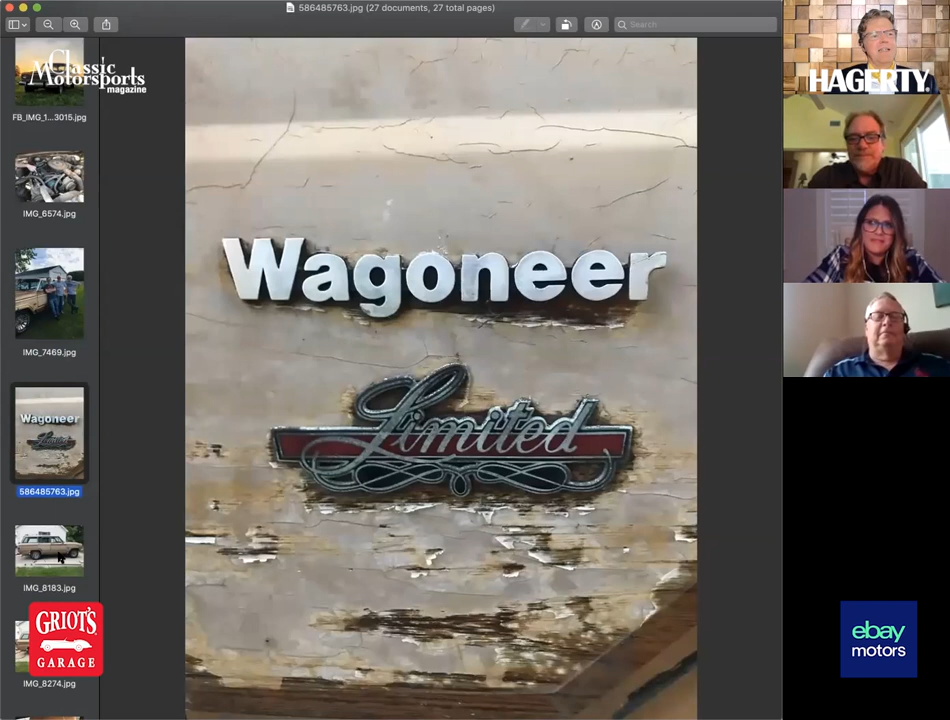 586485763.jpg (27 documents, 27 total pages)
Search
Classic
Motorsports
magazine
FB_IMG_1...3015.jpg
IMG_6574.jpg
IMG_7469.jpg
Wagoneer
586485763.jpg
IMG_8183.jpg
GRIOT'S
GARAGE
IMG_8274.jpg
Wagoneer
Limited
HAGERTY
ebay
motors